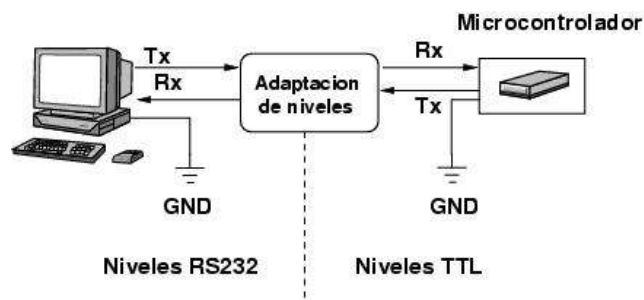 Microcontrolador
Tx
Rx
Adaptacion
de niveles
Rx
Tx
GND
GND
Niveles RS232
Niveles TTL